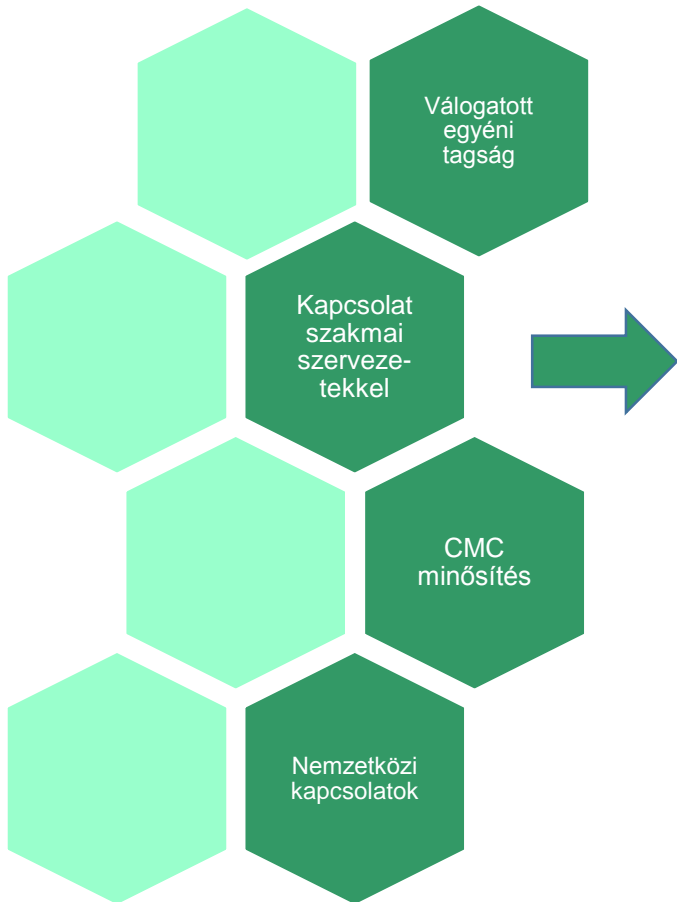 Válogatott
egyéni
tagság
Kapcsolat
szakmai
szerveze-
tekkel
CMC
minősítés
Nemzetközi
kapcsolatok